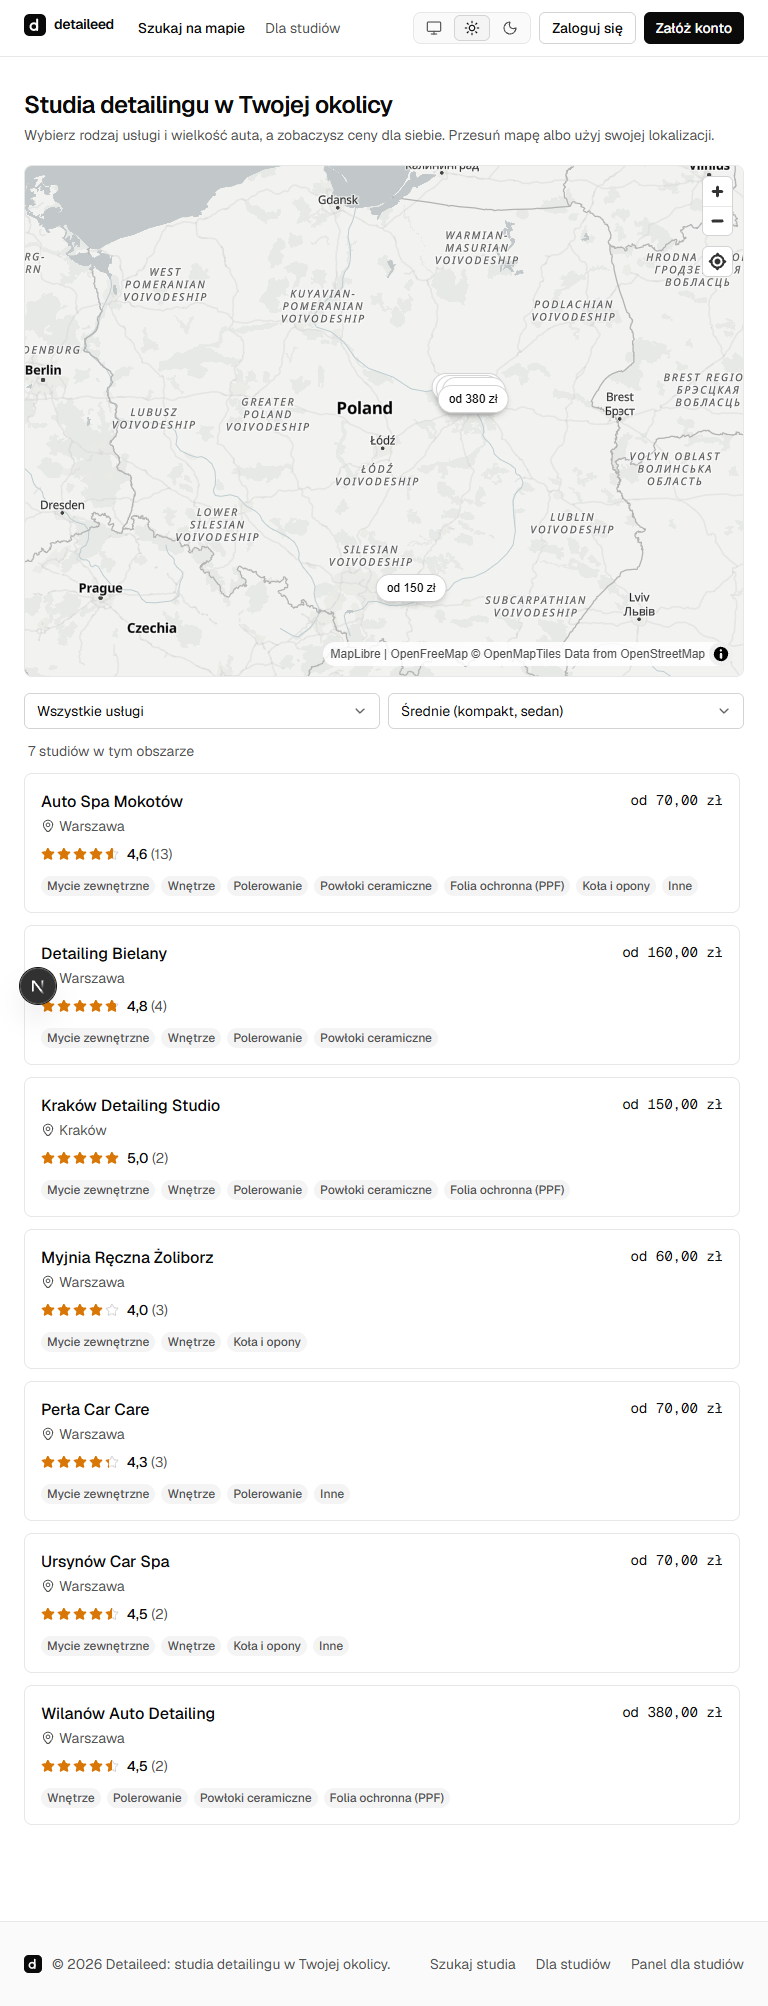 d detaileed Szukaj na mapie Dla studiów Zaloguj się Załóż konto
Studia detailingu w Twojej okolicy
Wybierz rodzaj usługi i wielkość auta, a zobaczysz ceny dla siebie. Przesuń mapę albo użyj swojej lokalizacji.
Калининград
Vilnius
Gdansk
WARMIAN-
MASURIAN
VOIVODESHIP
WEST
POMERANIAN
VOIVODESHIP
KUYAVIAN-
POMERANIAN
VOIVODESHIP
PODLACHIAN
VOIVODESHIP
Berlin
Brest
Брэст
BREST REGIO
БРЭСЦКАЯ
ВОБЛАСЦЬ
LUBUSZ
VOIVODESHIP
GREATER
POLAND
VOIVODESHIP
Poland
od 380 zł
Łódź
ŁÓDŹ
VOIVODESHIP
VOLYN OBLAST
ВОЛИНСЬКА
ОБЛАСТЬ
Dresden
LOWER
SILESIAN
VOIVODESHIP
LUBLIN
VOIVODESHIP
SILESIAN
VOIVODESHIP
od 150 zł
Prague
SUBCARPATHIAN
VOIVODESHIP
Lviv
Львів
Czechia
MapLibre | OpenFreeMap © OpenMapTiles Data from OpenStreetMap
Wszystkie usługi
Średnie (kompakt, sedan)
7 studiów w tym obszarze
Auto Spa Mokotów od 70,00 zł
Warszawa
4,6 (13)
Mycie zewnętrzne Wnętrze Polerowanie Powłoki ceramiczne Folia ochronna (PPF) Koła i opony Inne
Detailing Bielany od 160,00 zł
Warszawa
4,8 (4)
Mycie zewnętrzne Wnętrze Polerowanie Powłoki ceramiczne
Kraków Detailing Studio od 150,00 zł
Kraków
5,0 (2)
Mycie zewnętrzne Wnętrze Polerowanie Powłoki ceramiczne Folia ochronna (PPF)
Myjnia Ręczna Żoliborz od 60,00 zł
Warszawa
4,0 (3)
Mycie zewnętrzne Wnętrze Koła i opony
Perła Car Care od 70,00 zł
Warszawa
4,3 (3)
Mycie zewnętrzne Wnętrze Polerowanie Inne
Ursynów Car Spa od 70,00 zł
Warszawa
4,5 (2)
Mycie zewnętrzne Wnętrze Koła i opony Inne
Wilanów Auto Detailing od 380,00 zł
Warszawa
4,5 (2)
Wnętrze Polerowanie Powłoki ceramiczne Folia ochronna (PPF)
d © 2026 Detaileed: studia detailingu w Twojej okolicy. Szukaj studia Dla studiów Panel dla studiów